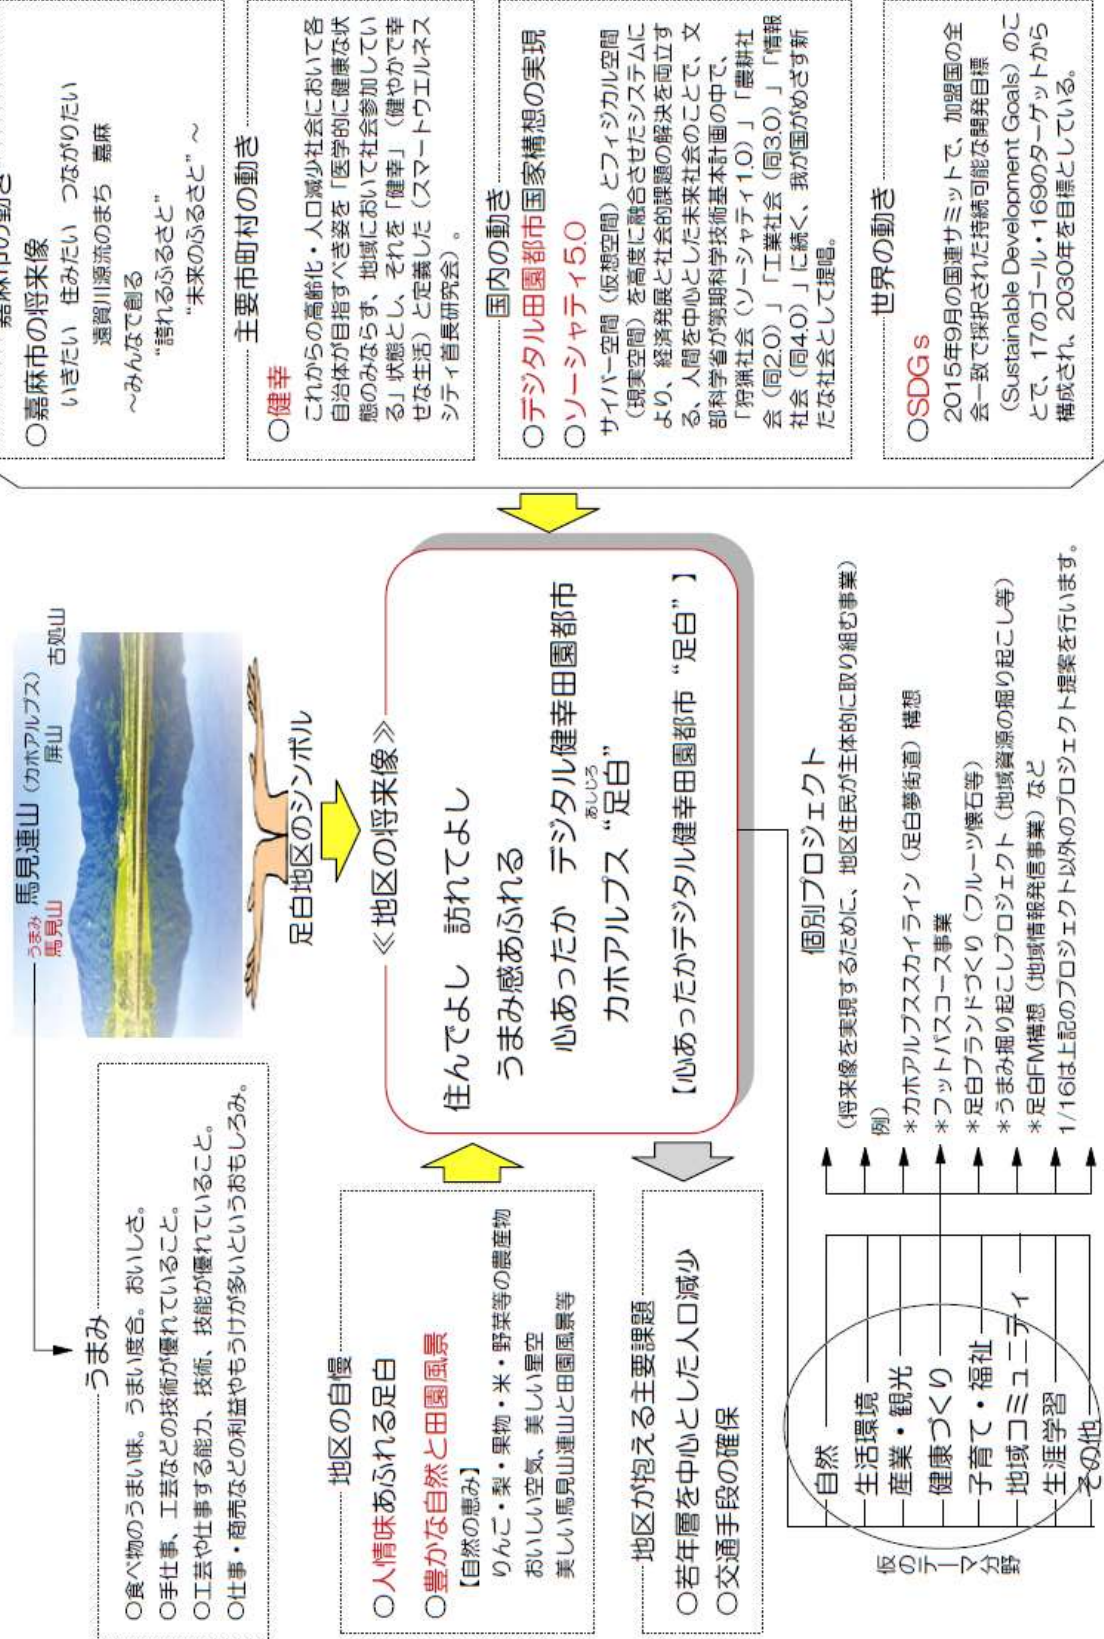 うまみ
○食べ物のうまい味。うまい度合。おいしさ。
○手仕事、工芸などの技術が優れていること。
○工芸や仕事する能力、技術、技能が優れていること。
○仕事・商売などの利益やもうけが多いというおもしろみ。
地区の自慢
○人情味あふれる足白
○豊かな自然と田園風景
【自然の恵み】
りんご・梨・果物・米・野菜等の農産物
おいしい空気、美しい星空
美しい馬見山連山と田園風景等
地区が抱える主要課題
○若年層を中心とした人口減少
○交通手段の確保
仮のテーマ分野
自然
生活環境
産業・観光
健康づくり
子育て・福祉
地域コミュニティ
生涯学習
その他
うまみ
馬見連山(カホアルプス)
馬見山
屏山
古処山
足白地区のシンボル
≪地区の将来像≫
住んでよし 訪れてよし
うまみ感あふれる
心あったか デジタル健幸田園都市
あしじろ
カホアルプス“足白”
【心あったかデジタル健幸田園都市“足白”】
個別プロジェクト
(将来像を実現するために、地区住民が主体的に取り組む事業)
例)
*カホアルプススカイライン(足白夢街道)構想
*フットパスコース事業
*足白ブランドづくり(フルーツ懐石等)
*うまみ掘り起こしプロジェクト(地域資源の掘り起こし等)
*足白FM構想(地域情報発信事業)など
1/16は上記のプロジェクト以外のプロジェクト提案を行います。
嘉麻市の動き
○嘉麻市の将来像
いきたい 住みたい つながりたい
遠賀川源流のまち 嘉麻
~みんなで創る
“誇れるふるさと”
“未来のふるさと”~
主要市町村の動き
○健幸
これからの高齢化・人口減少社会において各
自治体が目指すべき姿を「医学的に健康な状
態のみならず、地域において社会参加してい
る」状態とし、それを「健幸」(健やかで幸
せな生活)と定義した(スマートウエルネス
シティ首長研究会)。
国内の動き
○デジタル田園都市国家構想の実現
○ソーシャティ5.0
サイバー空間(仮想空間)とフィジカル空間
(現実空間)を高度に融合させたシステムに
より、経済発展と社会的課題の解決を両立す
る、人間を中心とした未来社会のことで、文
部科学省が第期科学技術基本計画の中で、
「狩猟社会(ソーシャティ1.0)」「農耕社
会(同2.0)」「工業社会(同3.0)」「情報
社会(同4.0)」に続く、我が国がめざす新
たな社会として提唱。
世界の動き
○SDGs
2015年9月の国連サミットで、加盟国の全
会一致で採択された持続可能な開発目標
(Sustainable Development Goals)のこ
とで、17のゴール・169のターゲットから
構成され、2030年を目標としている。